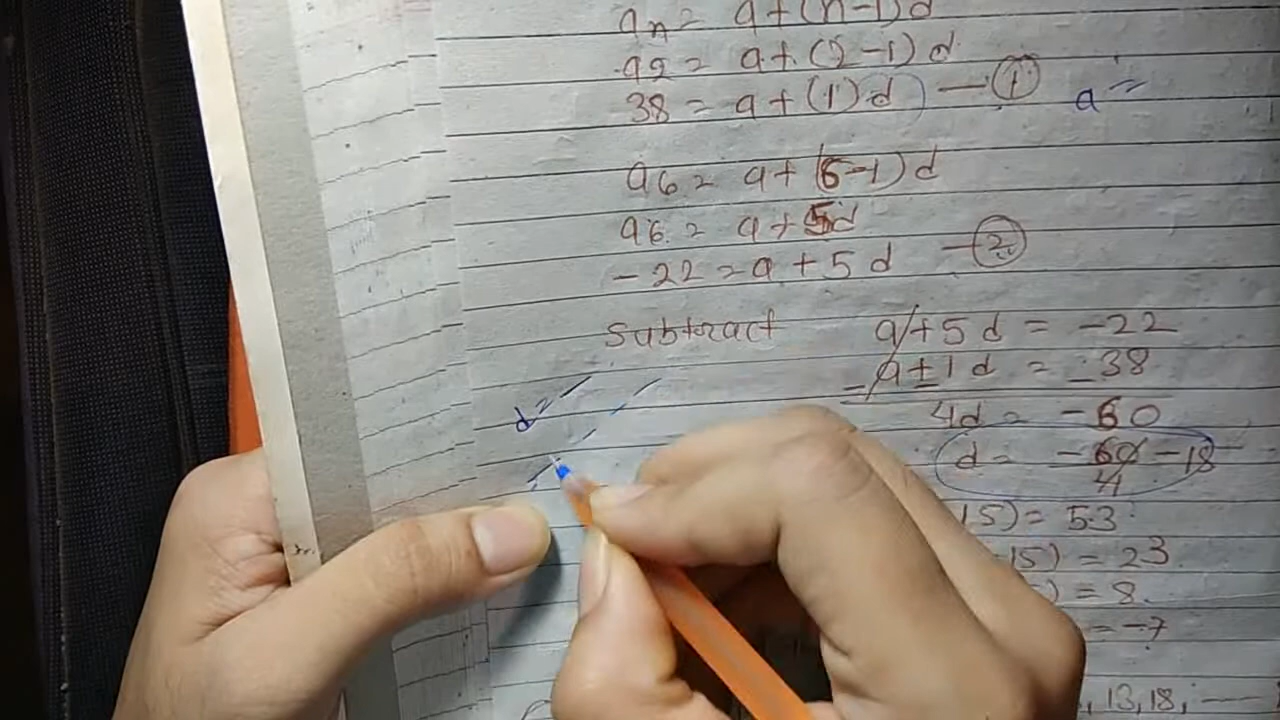 an = a+(n-1)d
a2 = a+(2-1)d
38 = a+(1)d —①
a =
a6 = a+(6-1)d
a6 = a+5d
-22 = a+5d —②
Subtract
a+5d = -22
- a±1d = _38
4d = -60
d =
d = -60/4 -15
15) = 53
-15) = 23
) = 8
= -7
, 13, 18, —